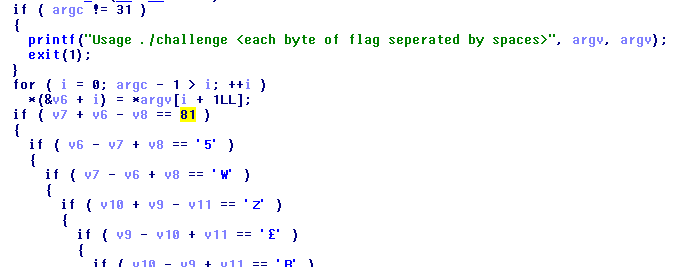 if ( argc != 31 )
{
printf("Usage ./challenge <each byte of flag seperated by spaces>", argv, argv);
exit(1);
}
for ( i = 0; argc - 1 > i; ++i )
*(&v6 + i) = *argv[i + 1LL];
if ( v7 + v6 - v8 == 81 )
{
if ( v6 - v7 + v8 == '5' )
{
if ( v7 - v6 + v8 == 'W' )
{
if ( v10 + v9 - v11 == 'Z' )
{
if ( v9 - v10 + v11 == '£' )
{
if ( v10 - v9 + v11 == 'R' )